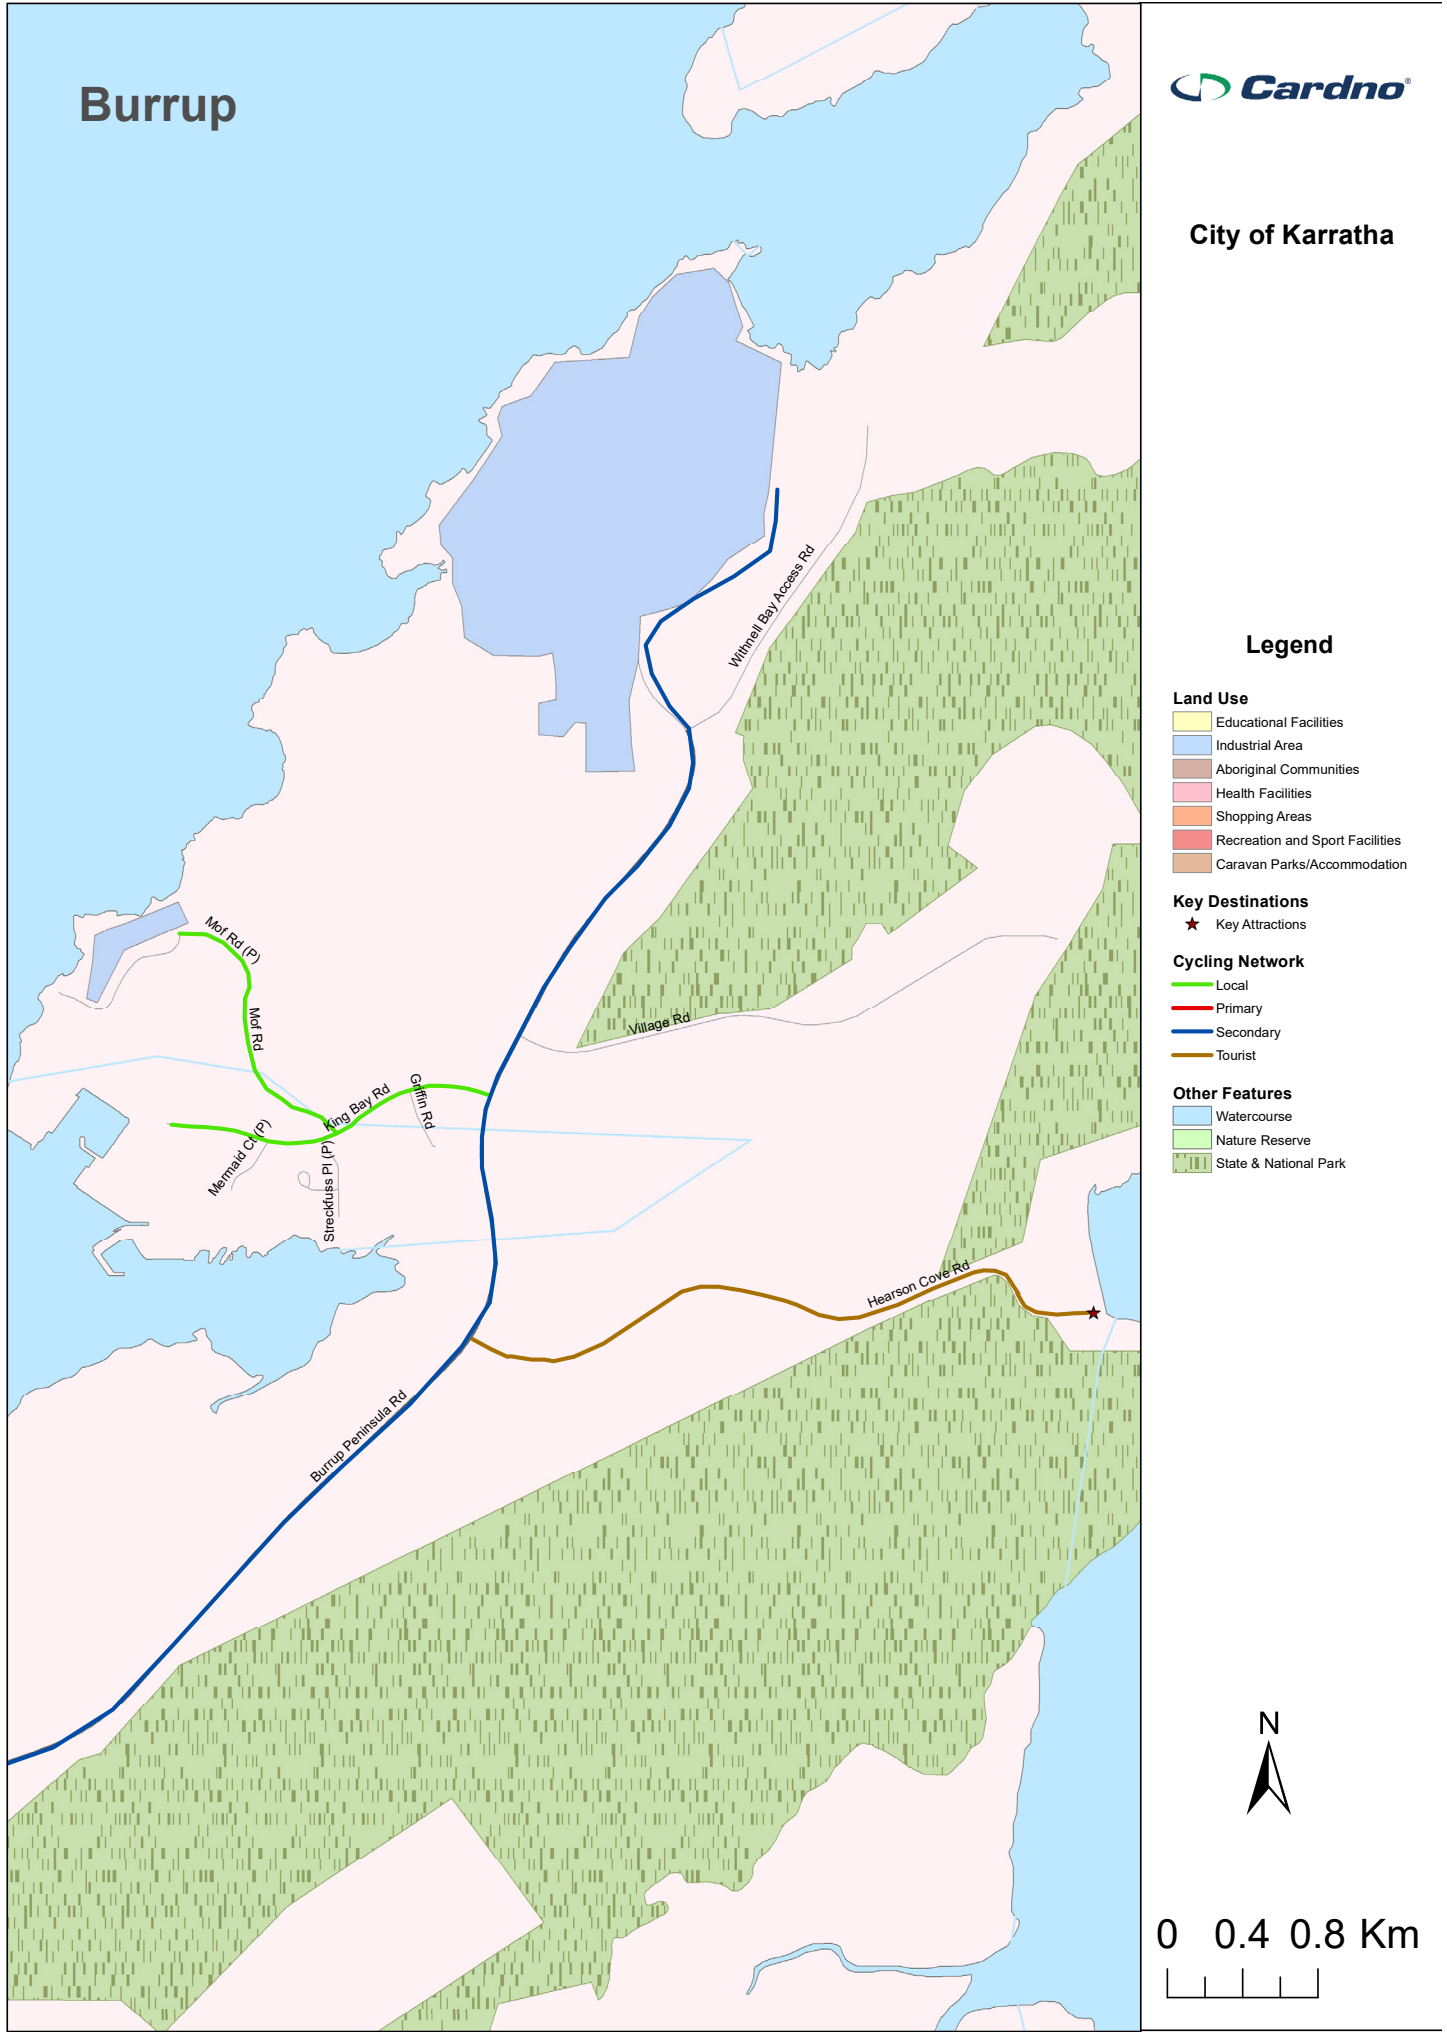 Burrup
Cardno®
City of Karratha
Withnell Bay Access Rd
Mof Rd (P)
Mof Rd
Village Rd
King Bay Rd
Griffin Rd
Mermaid Ct (P)
Streckfuss Pl (P)
Hearson Cove Rd
Burrup Peninsula Rd
Legend
Land Use
Educational Facilities
Industrial Area
Aboriginal Communities
Health Facilities
Shopping Areas
Recreation and Sport Facilities
Caravan Parks/Accommodation
Key Destinations
Key Attractions
Cycling Network
Local
Primary
Secondary
Tourist
Other Features
Watercourse
Nature Reserve
State & National Park
N
0 0.4 0.8 Km